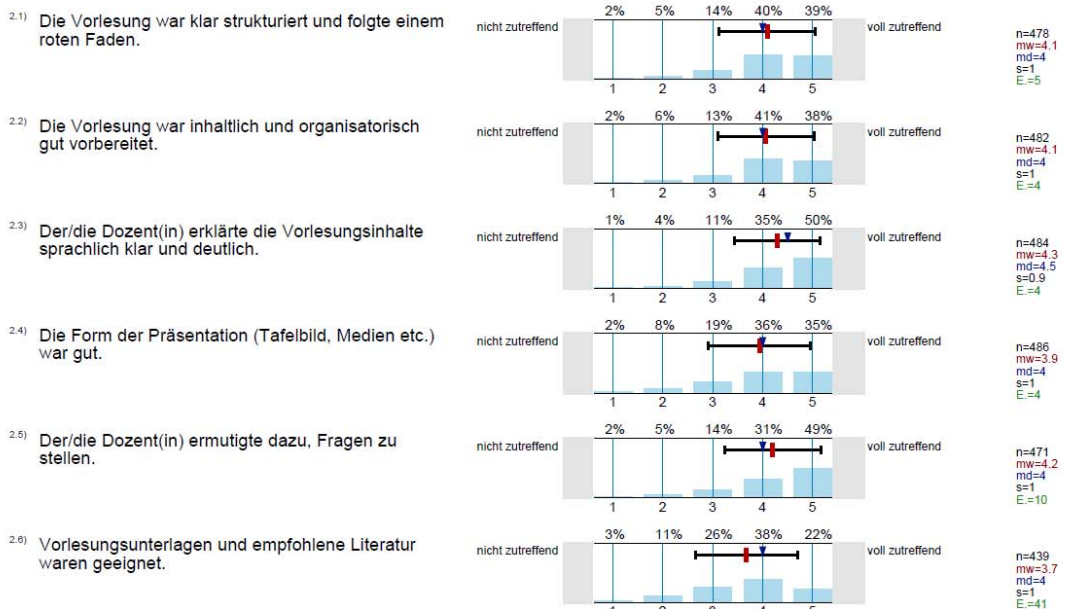 2.1) Die Vorlesung war klar strukturiert und folgte einem
roten Faden.
nicht zutreffend
2% 5% 14% 40% 39%
1 2 3 4 5
voll zutreffend
n=478
mw=4.1
md=4
s=1
E.=5
2.2) Die Vorlesung war inhaltlich und organisatorisch
gut vorbereitet.
nicht zutreffend
2% 6% 13% 41% 38%
1 2 3 4 5
voll zutreffend
n=482
mw=4.1
md=4
s=1
E.=4
2.3) Der/die Dozent(in) erklärte die Vorlesungsinhalte
sprachlich klar und deutlich.
nicht zutreffend
1% 4% 11% 35% 50%
1 2 3 4 5
voll zutreffend
n=484
mw=4.3
md=4.5
s=0.9
E.=4
2.4) Die Form der Präsentation (Tafelbild, Medien etc.)
war gut.
nicht zutreffend
2% 8% 19% 36% 35%
1 2 3 4 5
voll zutreffend
n=486
mw=3.9
md=4
s=1
E.=4
2.5) Der/die Dozent(in) ermutigte dazu, Fragen zu
stellen.
nicht zutreffend
2% 5% 14% 31% 49%
1 2 3 4 5
voll zutreffend
n=471
mw=4.2
md=4
s=1
E.=10
2.6) Vorlesungsunterlagen und empfohlene Literatur
waren geeignet.
nicht zutreffend
3% 11% 26% 38% 22%
1 2 3 4 5
voll zutreffend
n=439
mw=3.7
md=4
s=1
E.=41